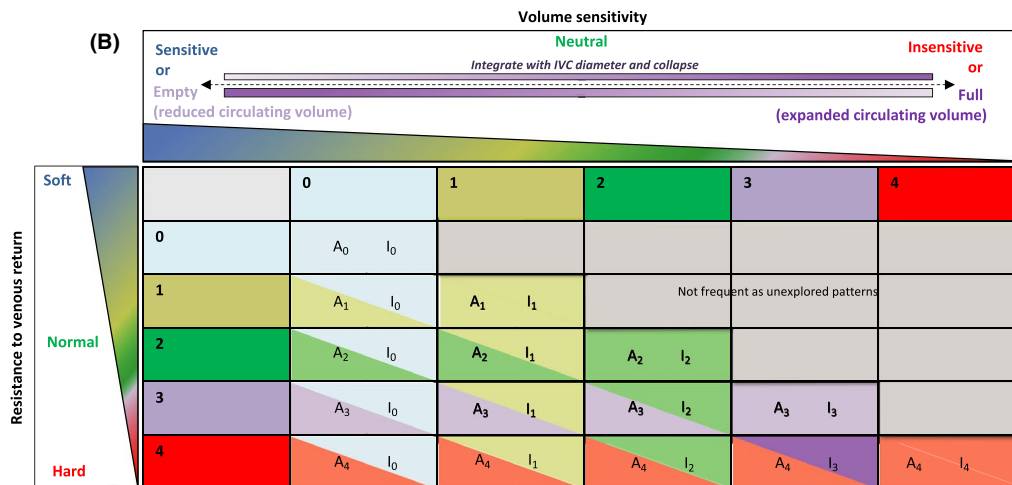 Volume sensitivity
(B)
Sensitive
or
Empty
(reduced circulating volume)
Neutral
Integrate with IVC diameter and collapse
Insensitive
or
Full
(expanded circulating volume)
Resistance to venous return
Soft
Normal
Hard
0 1 2 3 4
0 A0 I0
1 A1 I0 A1 I1 Not frequent as unexplored patterns
2 A2 I0 A2 I1 A2 I2
3 A3 I0 A3 I1 A3 I2 A3 I3
4 A4 I0 A4 I1 A4 I2 A4 I3 A4 I4